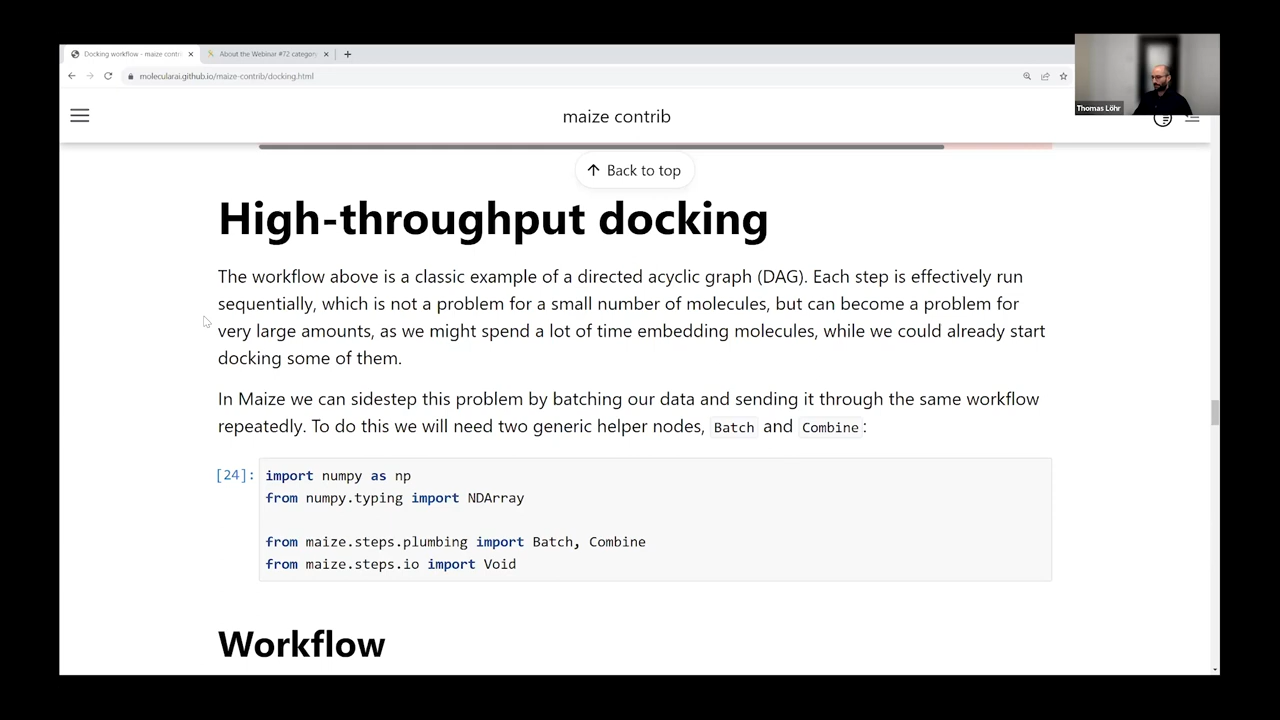 Docking workflow - maize contri
About the Webinar #72 category
molecularai.github.io/maize-contrib/docking.html
Thomas Löhr
maize contrib
Back to top
High-throughput docking
The workflow above is a classic example of a directed acyclic graph (DAG). Each step is effectively run
sequentially, which is not a problem for a small number of molecules, but can become a problem for
very large amounts, as we might spend a lot of time embedding molecules, while we could already start
docking some of them.
In Maize we can sidestep this problem by batching our data and sending it through the same workflow
repeatedly. To do this we will need two generic helper nodes, Batch and Combine:
[24]: import numpy as np
from numpy.typing import NDArray
from maize.steps.plumbing import Batch, Combine
from maize.steps.io import Void
Workflow